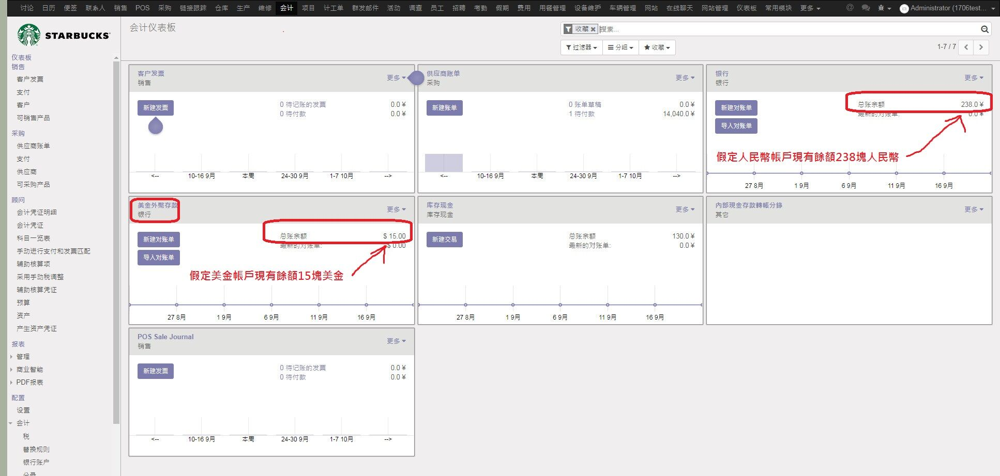 讨论 日历 便签 联系人 销售 POS 采购 链接跟踪 仓库 生产 维修 会计 项目 计工单 群发邮件 活动 调查 员工 招聘 考勤 假期 费用 用餐管理 设备维护 车辆管理 网站 在线聊天 网站管理 仪表板 常用模块 更多 @ Administrator (1706test...
STARBUCKS
会计仪表板
收藏 搜索...
过滤器 分组 收藏
1-7 / 7
仪表板
销售
客户发票
支付
客户
可销售产品
采购
供应商账单
支付
供应商
可采购产品
顾问
会计凭证明细
会计凭证
科目一览表
手动进行支付和发票匹配
辅助核算项
采用手动税调整
辅助核算凭证
预算
资产
产生资产凭证
报表
管理
商业智能
PDF报表
配置
设置
会计
税
替换规则
银行账户
分录
客户发票
销售
更多
新建发票
0 待记账的发票 0.0 ¥
0 待付款 0.0 ¥
<-- 10-16 9月 本周 24-30 9月 1-7 10月 -->
供应商账单
采购
更多
新建账单
0 账单草稿 0.0 ¥
1 待付款 14,040.0 ¥
<-- 10-16 9月 本周 24-30 9月 1-7 10月 -->
银行
银行
更多
新建对账单
导入对账单
总账余额 238.0 ¥
最新的对账单: 0.0 ¥
假定人民幣帳戶現有餘額238塊人民幣
27 8月 1 9月 6 9月 11 9月 16 9月
美金外幣存款
银行
更多
新建对账单
导入对账单
总账余额 $ 15.00
最新的对账单: $ 0.00
假定美金帳戶現有餘額15塊美金
27 8月 1 9月 6 9月 11 9月 16 9月
库存现金
库存现金
更多
新建交易
总账余额 130.0 ¥
最新的对账单: 0.0 ¥
27 8月 1 9月 6 9月 11 9月 16 9月
內部現金存款轉帳分錄
其它
更多
POS Sale Journal
销售
更多
新建发票
0 待记账的发票 0.0 ¥
0 待付款 0.0 ¥
<-- 10-16 9月 本周 24-30 9月 1-7 10月 -->